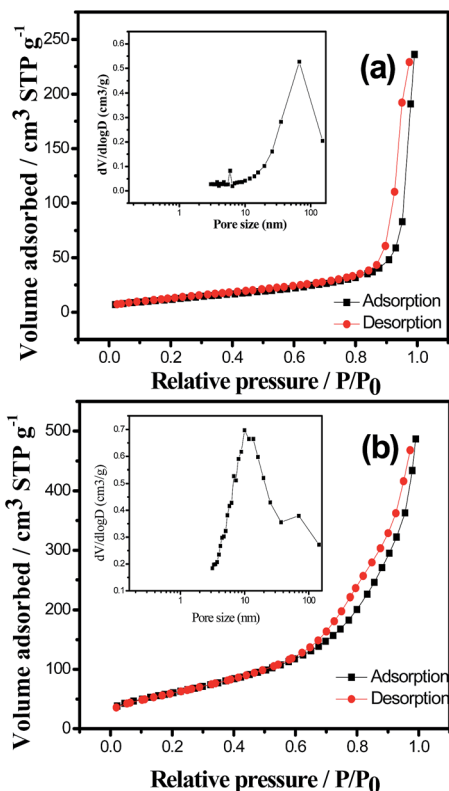 (a)
0.6
0.5
0.4
0.3
0.2
0.1
0.0
dV/dlogD (cm3/g)
1 10 100
Pore size (nm)
250
200
150
100
50
0
Volume adsorbed / cm³ STP g⁻¹
Adsorption
Desorption
0.0 0.2 0.4 0.6 0.8 1.0
Relative pressure / P/P₀
(b)
0.7
0.6
0.5
0.4
0.3
0.2
0.1
dV/dlogD (cm3/g)
1 10 100
Pore size (nm)
500
400
300
200
100
0
Volume adsorbed / cm³ STP g⁻¹
Adsorption
Desorption
0.0 0.2 0.4 0.6 0.8 1.0
Relative pressure / P/P₀